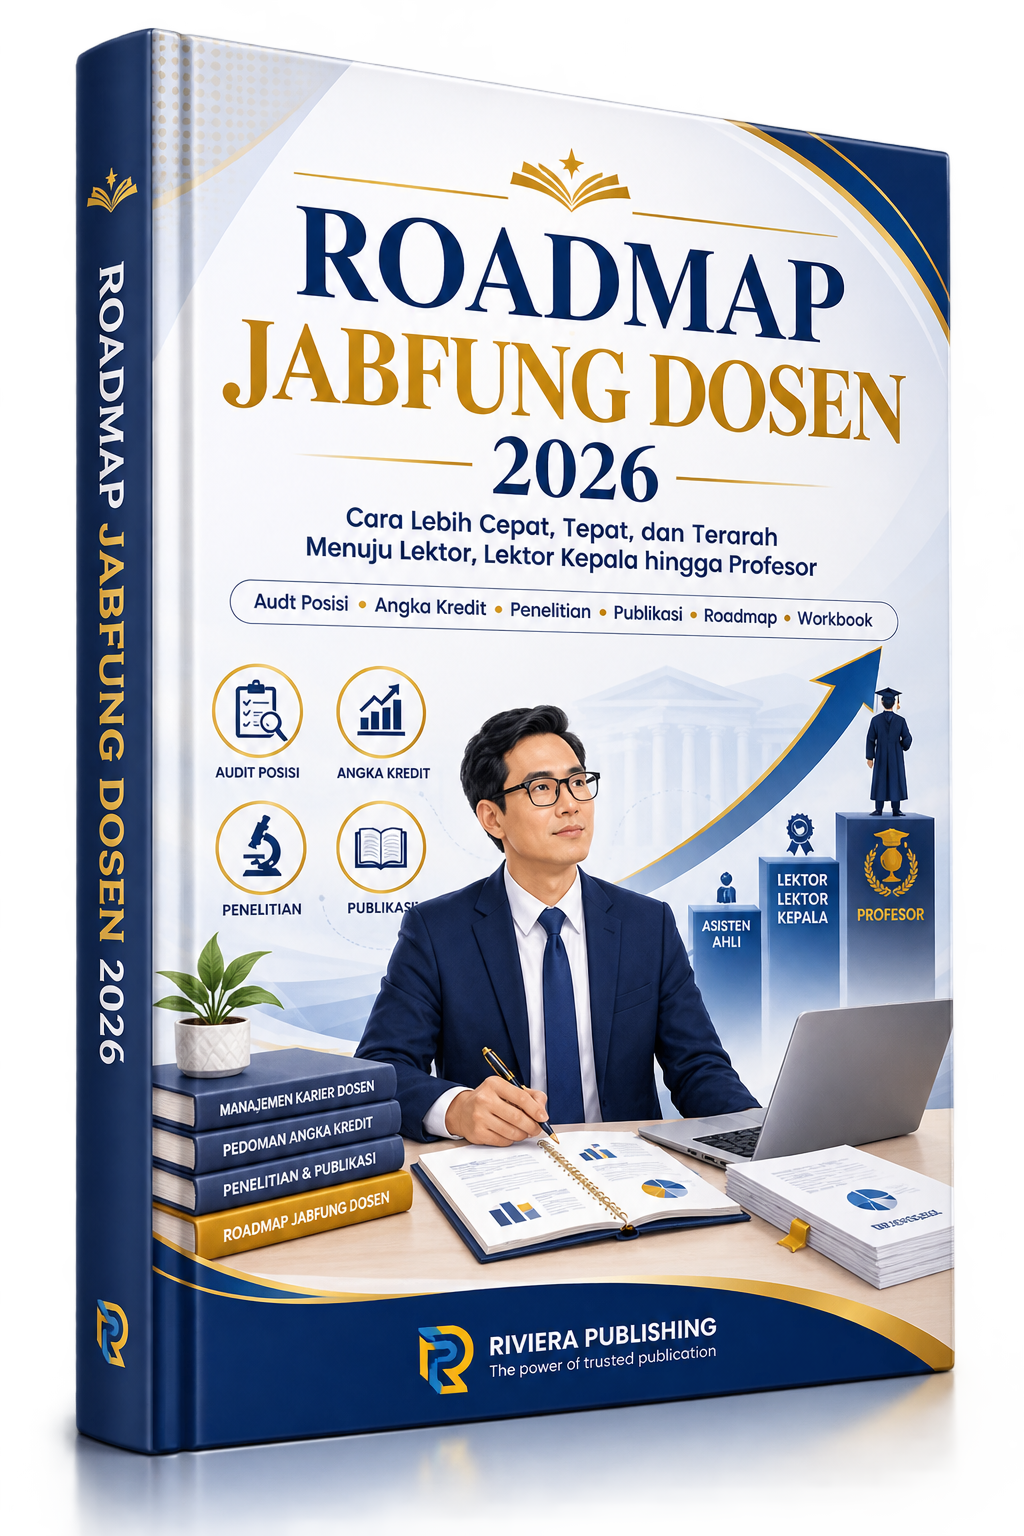 ROADMAP JABFUNG DOSEN 2026
ROADMAP
JABFUNG DOSEN
2026
Cara Lebih Cepat, Tepat, dan Terarah
Menuju Lektor, Lektor Kepala hingga Profesor
Audt Posisi • Angka Kredit • Penelitian • Publikasi • Roadmap • Workbook
AUDIT POSISI
ANGKA KREDIT
PENELITIAN
PUBLIKASI
ASISTEN
AHLI
LEKTOR
LEKTOR
KEPALA
PROFESOR
MANAJEMEN KARIER DOSEN
PEDOMAN ANGKA KREDIT
PENELITIAN & PUBLIKASI
ROADMAP JABFUNG DOSEN
RIVIERA PUBLISHING
The power of trusted publication